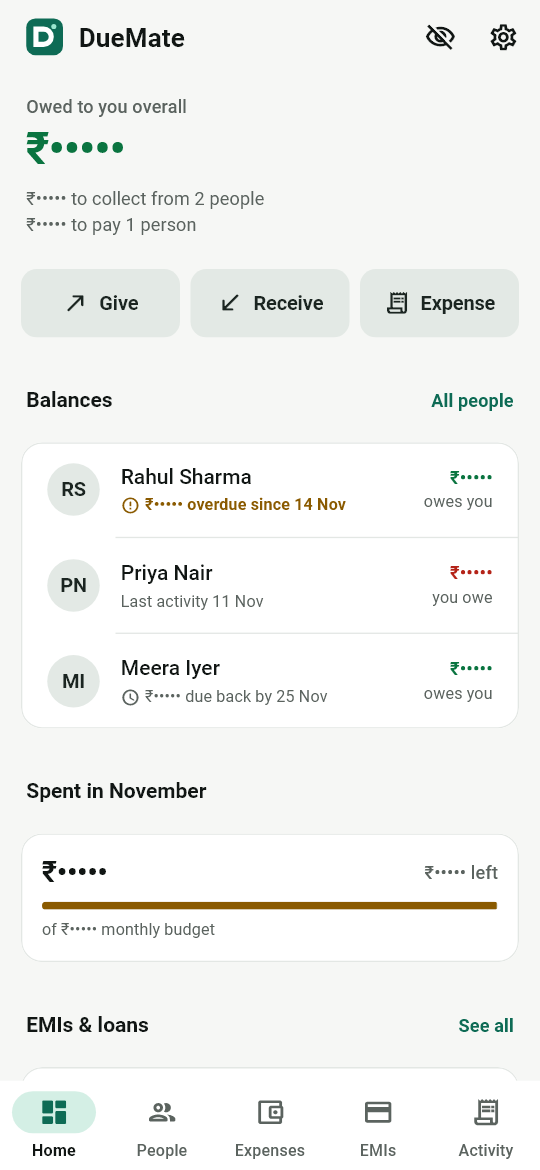 DueMate
Owed to you overall
₹•••••
₹••••• to collect from 2 people
₹••••• to pay 1 person
Give
Receive
Expense
Balances
All people
RS
Rahul Sharma
₹•••••
₹••••• overdue since 14 Nov
owes you
PN
Priya Nair
₹•••••
Last activity 11 Nov
you owe
MI
Meera Iyer
₹•••••
₹••••• due back by 25 Nov
owes you
Spent in November
₹•••••
₹••••• left
of ₹••••• monthly budget
EMIs & loans
See all
Home
People
Expenses
EMIs
Activity